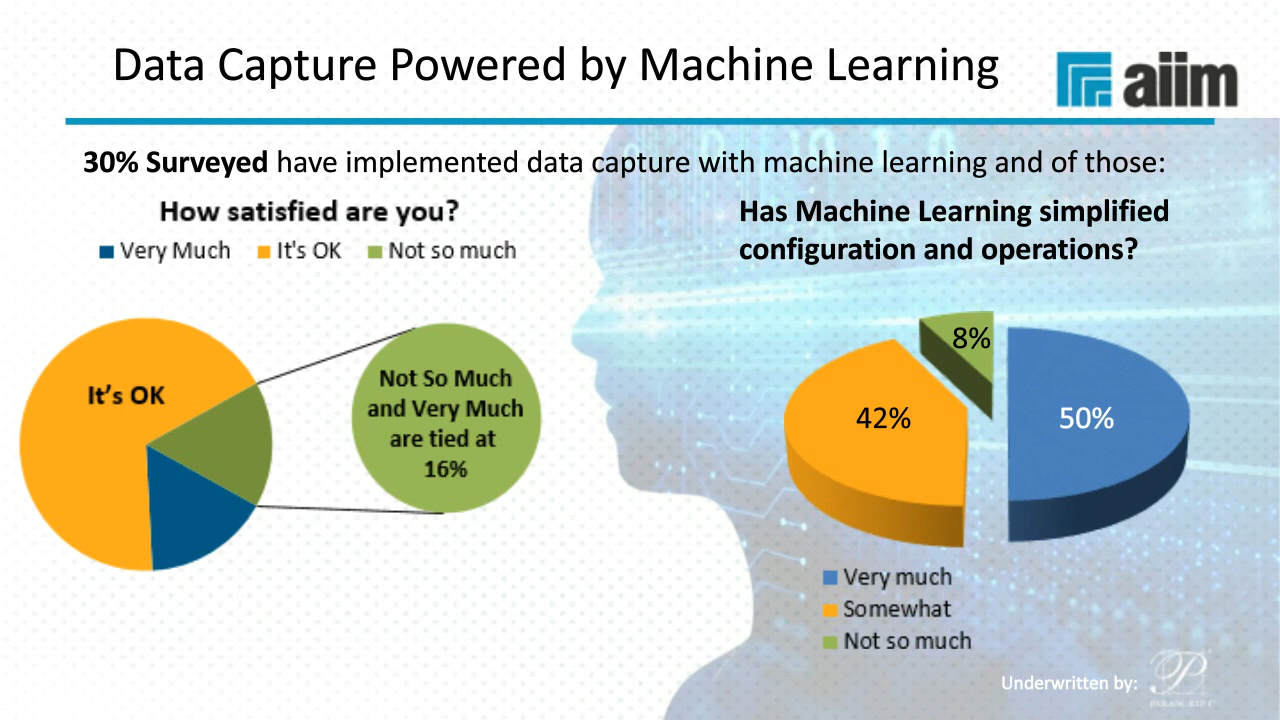 Data Capture Powered by Machine Learning
aiim
30% Surveyed have implemented data capture with machine learning and of those:
How satisfied are you?
Very Much It's OK Not so much
It's OK
Not So Much
and Very Much
are tied at
16%
Has Machine Learning simplified
configuration and operations?
8%
42%
50%
Very much
Somewhat
Not so much
Underwritten by: